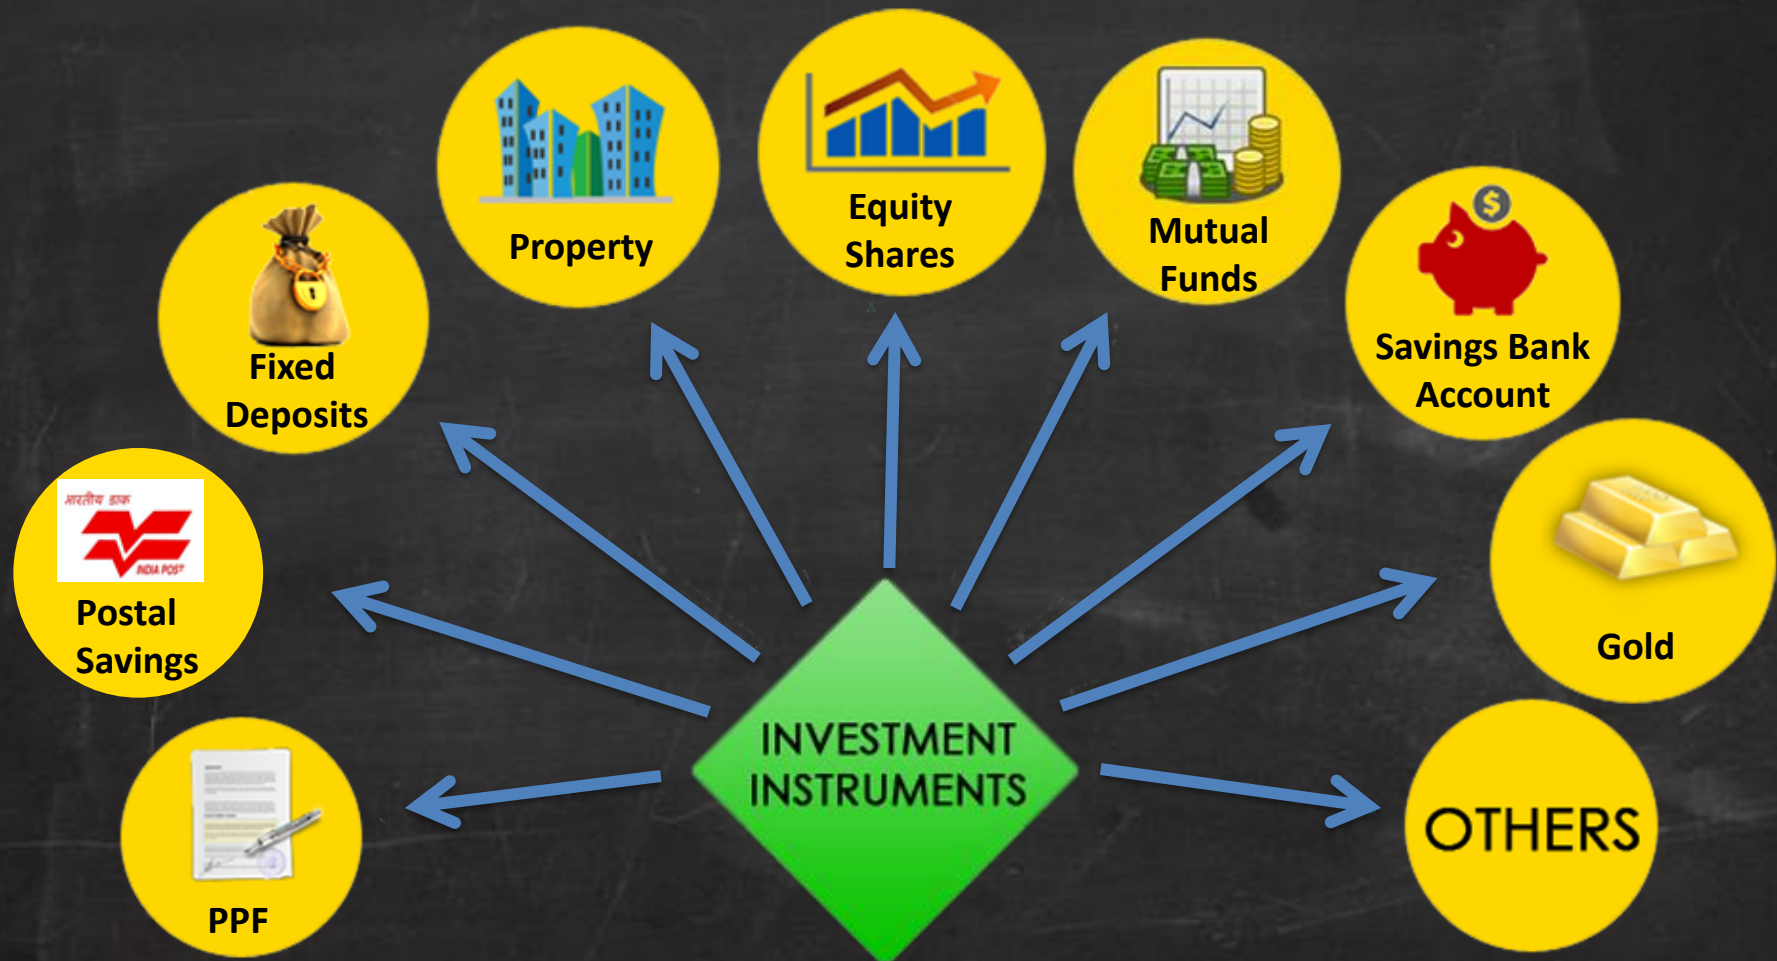 Equity
Shares
Mutual
Funds
Property
Savings Bank
Account
Fixed
Deposits
भारतीय डाक
INDIA POST
Postal
Savings
Gold
INVESTMENT
INSTRUMENTS
OTHERS
PPF
$